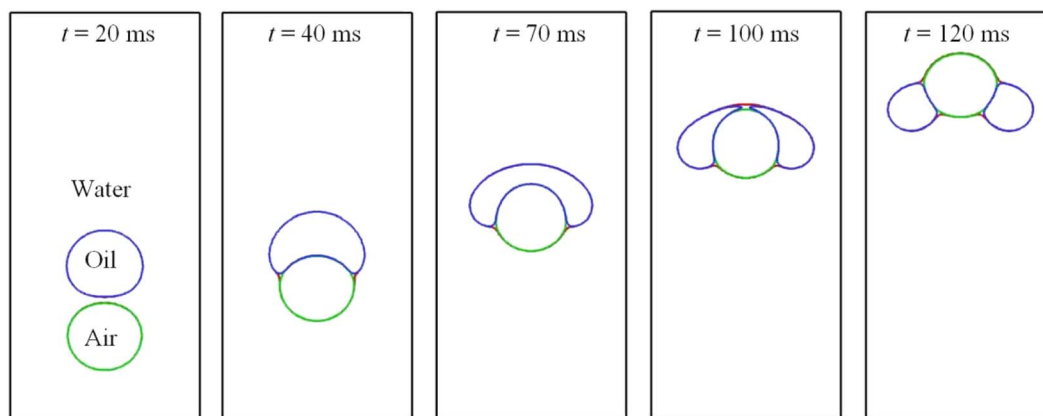 t = 20 ms
t = 40 ms
t = 70 ms
t = 100 ms
t = 120 ms
Water
Oil
Air